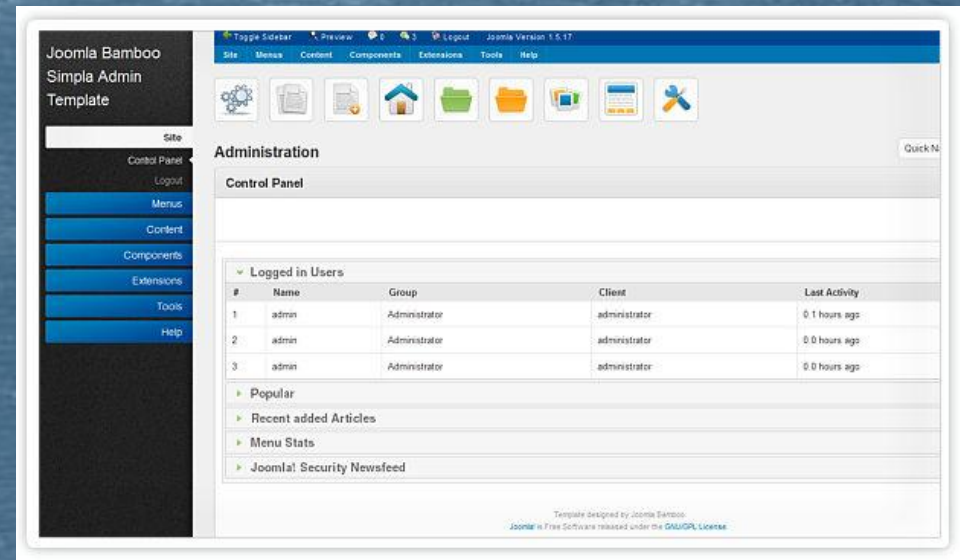 Toggle Sidebar Preview 0 3 Logout Joomla Version 1.5.17
Joomla Bamboo
Simpla Admin
Template
Site Menus Content Components Extensions Tools Help
Site
Control Panel
Logout
Menus
Content
Components
Extensions
Tools
Help
Administration
Quick N
Control Panel
Logged in Users
# Name Group Client Last Activity
1 admin Administrator administrator 0.1 hours ago
2 admin Administrator administrator 0.0 hours ago
3 admin Administrator administrator 0.0 hours ago
Popular
Recent added Articles
Menu Stats
Joomla! Security Newsfeed
Template designed by Joomla Bamboo
Joomla! is Free Software released under the GNU/GPL License